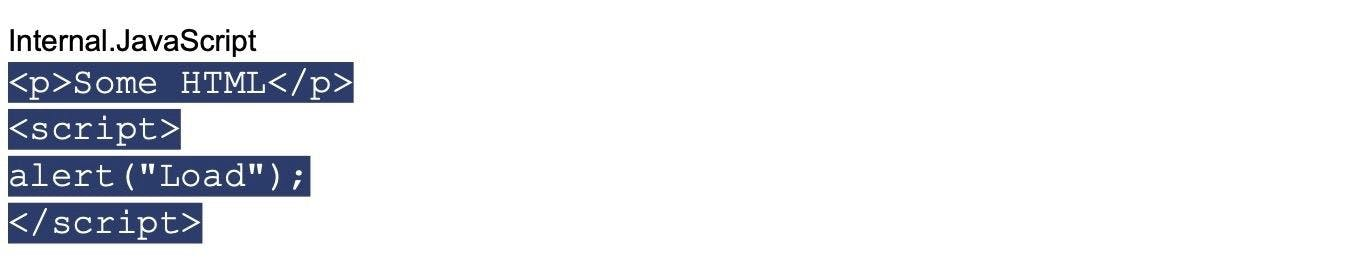 Internal.JavaScript
<p>Some HTML</p>
<script>
alert("Load");
</script>